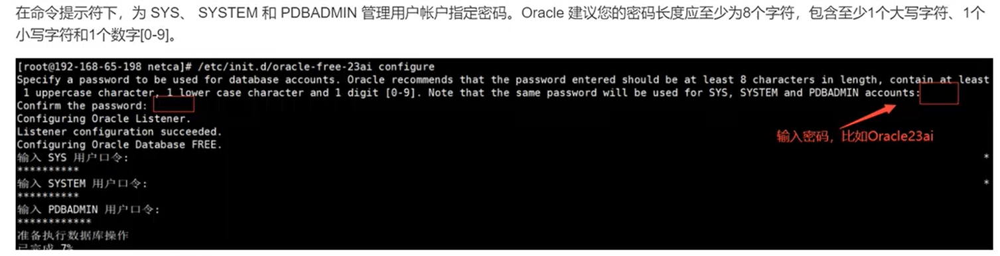 在命令提示符下，为 SYS、 SYSTEM 和 PDBADMIN 管理用户帐户指定密码。Oracle 建议您的密码长度应至少为8个字符，包含至少1个大写字符、1个
小写字符和1个数字[0-9]。
[root@192-168-65-198 netca]# /etc/init.d/oracle-free-23ai configure
Specify a password to be used for database accounts. Oracle recommends that the password entered should be at least 8 characters in length, contain at least
1 uppercase character, 1 lower case character and 1 digit [0-9]. Note that the same password will be used for SYS, SYSTEM and PDBADMIN accounts:
Confirm the password:
Configuring Oracle Listener.
Listener configuration succeeded.
输入密码，比如Oracle23ai
Configuring Oracle Database FREE.
输入 SYS 用户口令: *
**********
输入 SYSTEM 用户口令: *
**********
输入 PDBADMIN 用户口令:
************
准备执行数据库操作
已完成 7%